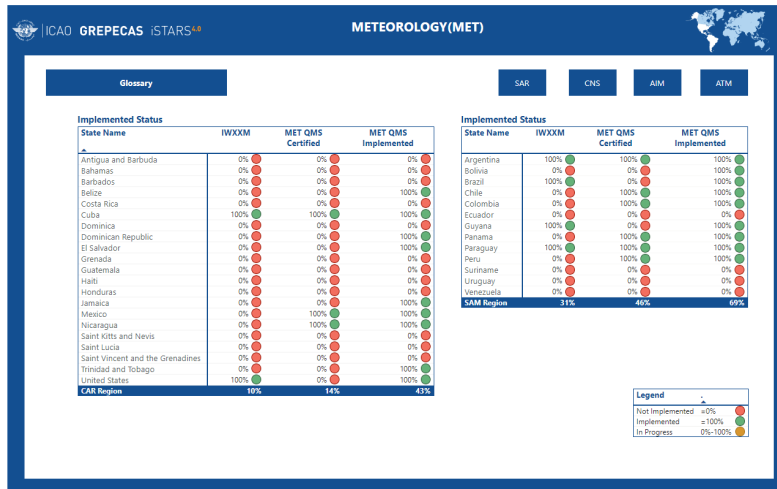 ICAO GREPECAS iSTARS 4.0
METEOROLOGY(MET)
Glossary
SAR CNS AIM ATM
Implemented Status
State Name IWXXM MET QMS Certified MET QMS Implemented
Antigua and Barbuda 0% 0% 0%
Bahamas 0% 0% 0%
Barbados 0% 0% 0%
Belize 0% 0% 100%
Costa Rica 0% 0% 0%
Cuba 100% 100% 100%
Dominica 0% 0% 0%
Dominican Republic 0% 0% 100%
El Salvador 0% 0% 100%
Grenada 0% 0% 0%
Guatemala 0% 0% 0%
Haiti 0% 0% 0%
Honduras 0% 0% 0%
Jamaica 0% 0% 100%
Mexico 0% 100% 100%
Nicaragua 0% 100% 100%
Saint Kitts and Nevis 0% 0% 0%
Saint Lucia 0% 0% 0%
Saint Vincent and the Grenadines 0% 0% 0%
Trinidad and Tobago 0% 0% 100%
United States 100% 0% 100%
CAR Region 10% 14% 43%
Implemented Status
State Name IWXXM MET QMS Certified MET QMS Implemented
Argentina 100% 100% 100%
Bolivia 0% 0% 100%
Brazil 100% 0% 100%
Chile 0% 100% 100%
Colombia 0% 100% 100%
Ecuador 0% 0% 0%
Guyana 100% 0% 100%
Panama 0% 100% 100%
Paraguay 100% 100% 100%
Peru 0% 100% 100%
Suriname 0% 0% 0%
Uruguay 0% 0% 0%
Venezuela 0% 0% 0%
SAM Region 31% 46% 69%
Legend .
Not Implemented =0%
Implemented =100%
In Progress 0%-100%